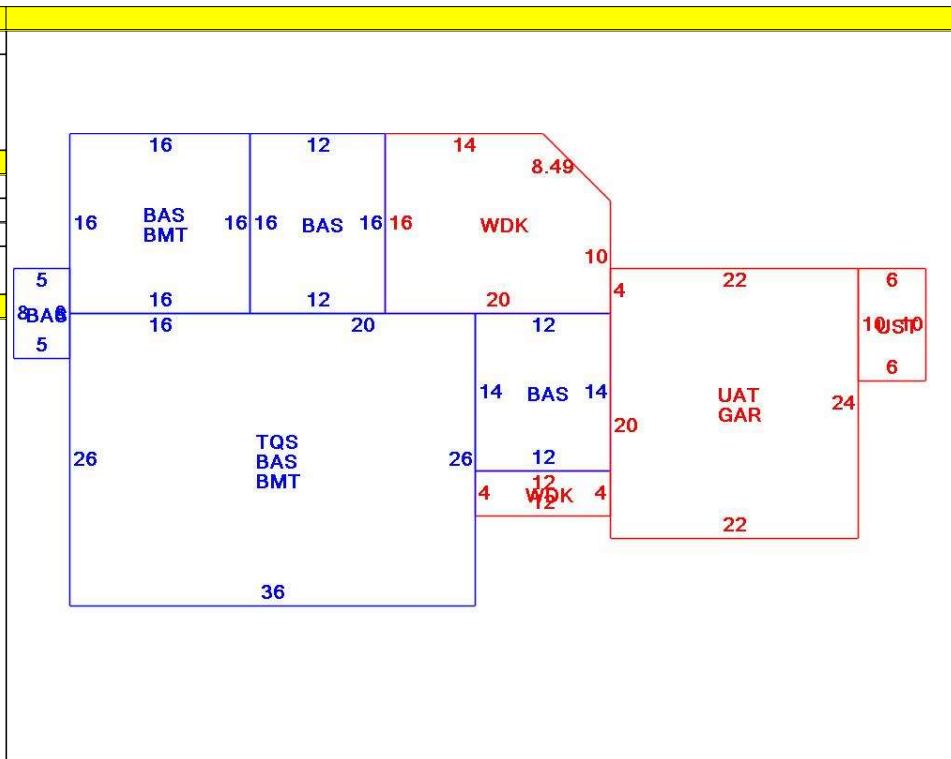 16 12 14
8.49
16 BAS BMT 16 16 BAS 16 16 WDK
10
5 22 6
4
16 12 20
8 BAS 8 10 UST 10
16 20 12
5
6
14 BAS 14
UAT
GAR
24
20
TQS
BAS
BMT
26 26
12
12
4 WDK 4
12
22
36